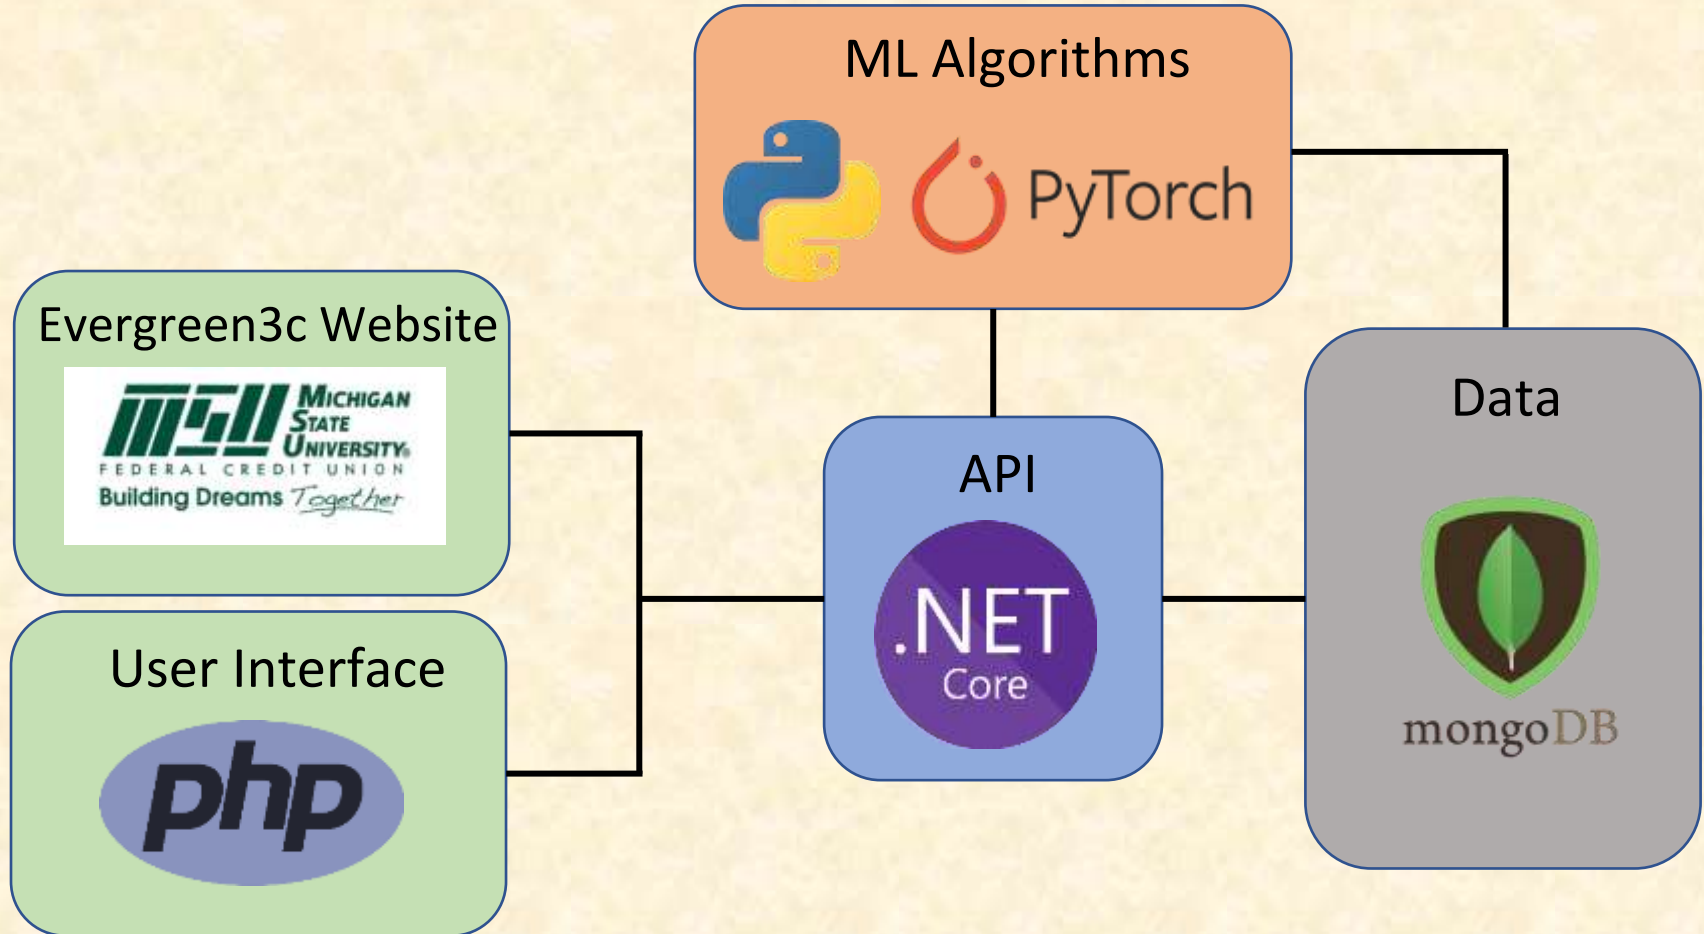 ML Algorithms
PyTorch
Evergreen3c Website
MSU MICHIGAN
STATE
UNIVERSITY®
FEDERAL CREDIT UNION
Building Dreams Together
User Interface
php
API
.NET
Core
Data
mongoDB